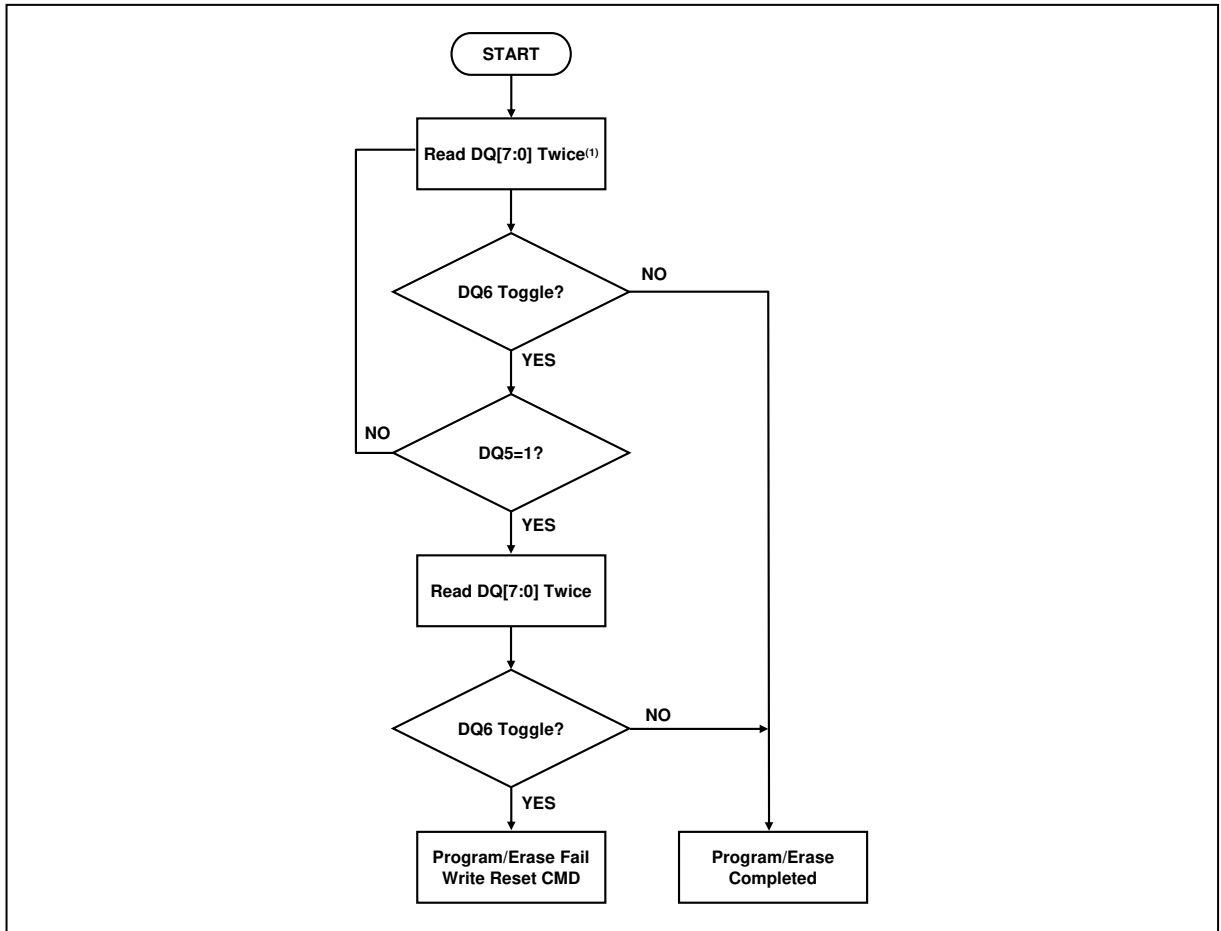 START
Read DQ[7:0] Twice(1)
DQ6 Toggle?
NO
YES
NO
DQ5=1?
YES
Read DQ[7:0] Twice
DQ6 Toggle?
NO
YES
Program/Erase Fail
Write Reset CMD
Program/Erase
Completed